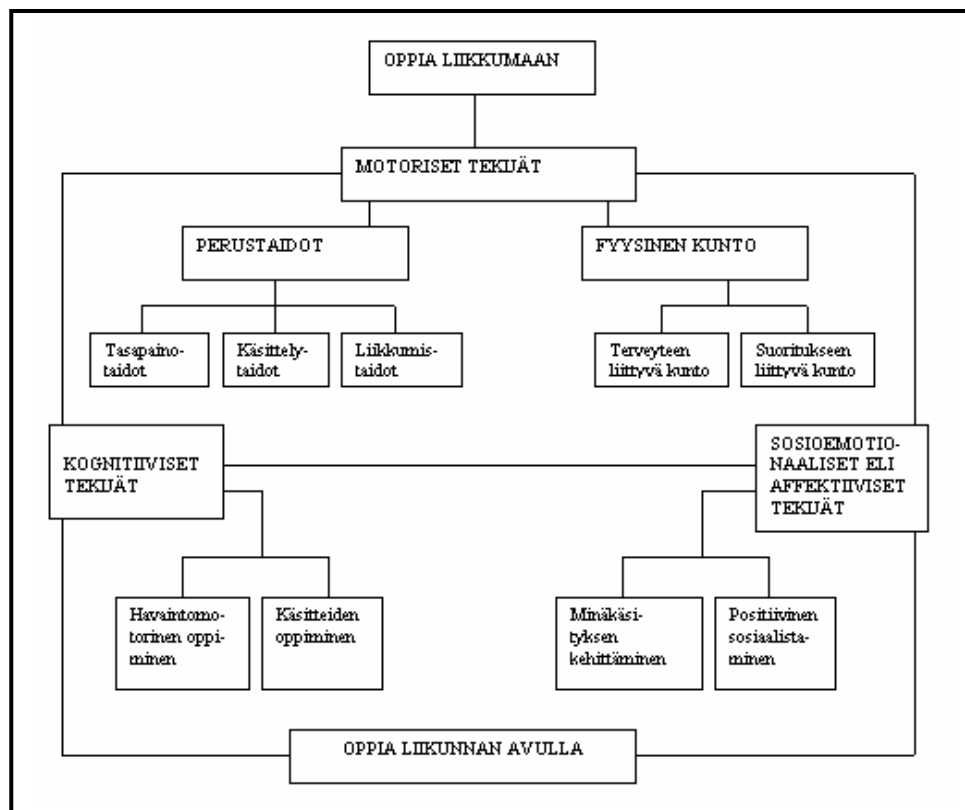 OPPIA LIIKKUMAAN
MOTORISET TEKIJÄT
PERUSTAIDOT
FYYSINEN KUNTO
Tasapaino-
taidot
Käsittely-
taidot
Liikkumis-
taidot
Terveyteen
liittyvä kunto
Suoritukseen
liittyvä kunto
KOGNITIIVISET
TEKIJÄT
SOSIOEMOTIO-
NAALISET ELI
AFFEKTIIVISET
TEKIJÄT
Havaintomo-
torinen oppi-
minen
Käsitteiden
oppiminen
Minäkäsi-
tyksen
kehittäminen
Positiivinen
sosiaalista-
minen
OPPIA LIIKUNNAN AVULLA